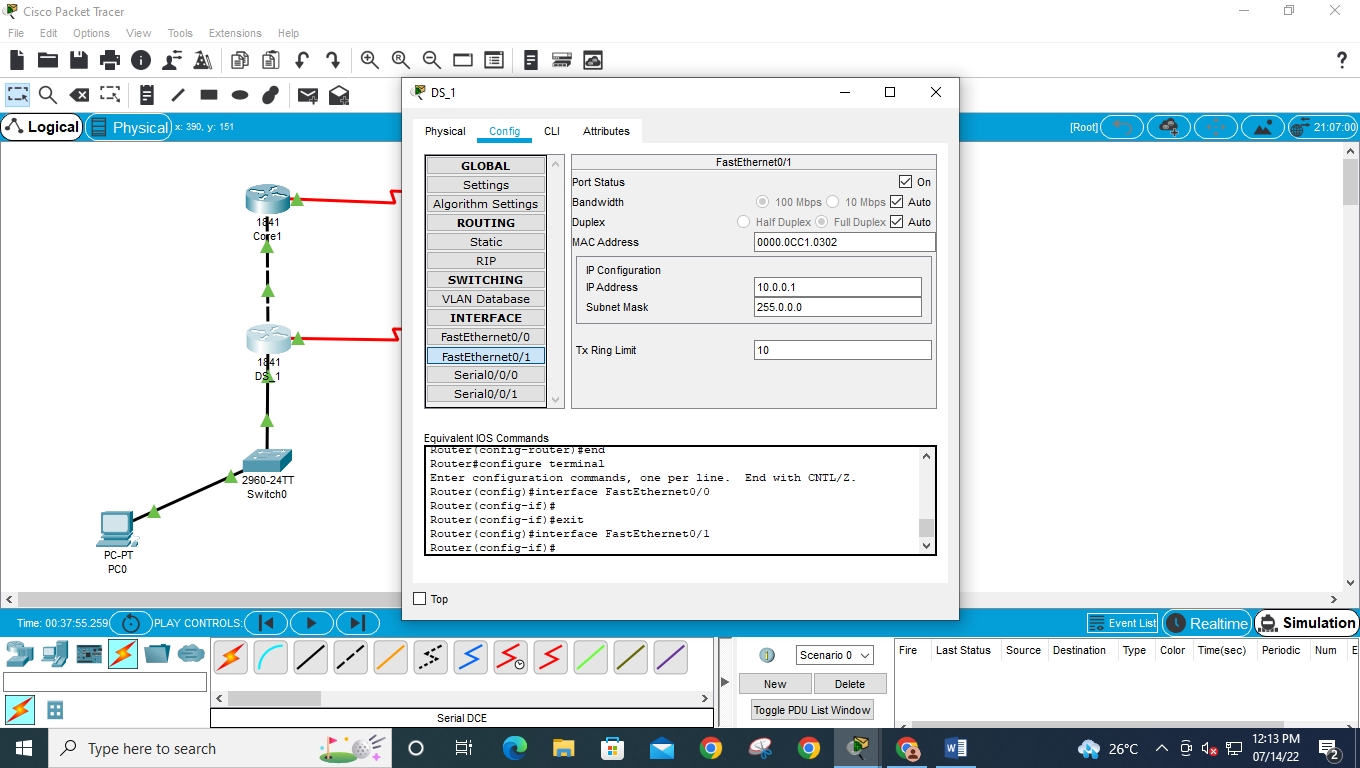 Cisco Packet Tracer
File Edit Options View Tools Extensions Help
?
Logical Physical x: 390, y: 151
[Root] 21:07:00
1841
Core1
1841
DS_1
2960-24TT
Switch0
PC-PT
PC0
DS_1
Physical Config CLI Attributes
GLOBAL
Settings
Algorithm Settings
ROUTING
Static
RIP
SWITCHING
VLAN Database
INTERFACE
FastEthernet0/0
FastEthernet0/1
Serial0/0/0
Serial0/0/1
FastEthernet0/1
Port Status On
Bandwidth 100 Mbps 10 Mbps Auto
Duplex Half Duplex Full Duplex Auto
MAC Address 0000.0CC1.0302
IP Configuration
IP Address 10.0.0.1
Subnet Mask 255.0.0.0
Tx Ring Limit 10
Equivalent IOS Commands
Router(config-router)#end
Router#configure terminal
Enter configuration commands, one per line. End with CNTL/Z.
Router(config)#interface FastEthernet0/0
Router(config-if)#
Router(config-if)#exit
Router(config)#interface FastEthernet0/1
Router(config-if)#
Top
Time: 00:37:55.259 PLAY CONTROLS:
Event List Realtime Simulation
Scenario 0
New Delete
Toggle PDU List Window
Fire Last Status Source Destination Type Color Time(sec) Periodic Num E
Serial DCE
Type here to search
26°C
12:13 PM
07/14/22
2